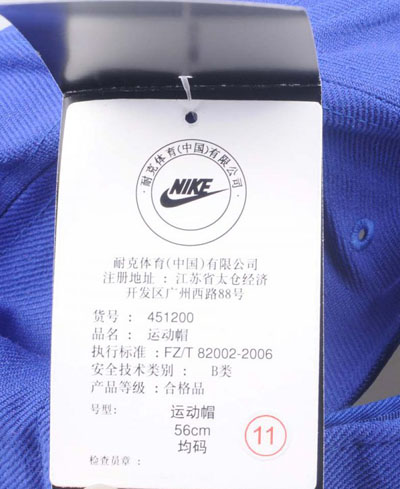 ·耐克体育(中国)有限公司·
NIKE
耐克体育(中国)有限公司
注册地址：江苏省太仓经济
开发区广州西路88号
货号： 451200
品名： 运动帽
执行标准：FZ/T 82002-2006
安全技术类别： B类
产品等级：合格品
号型: 运动帽
56cm
均码
11
检查员章：